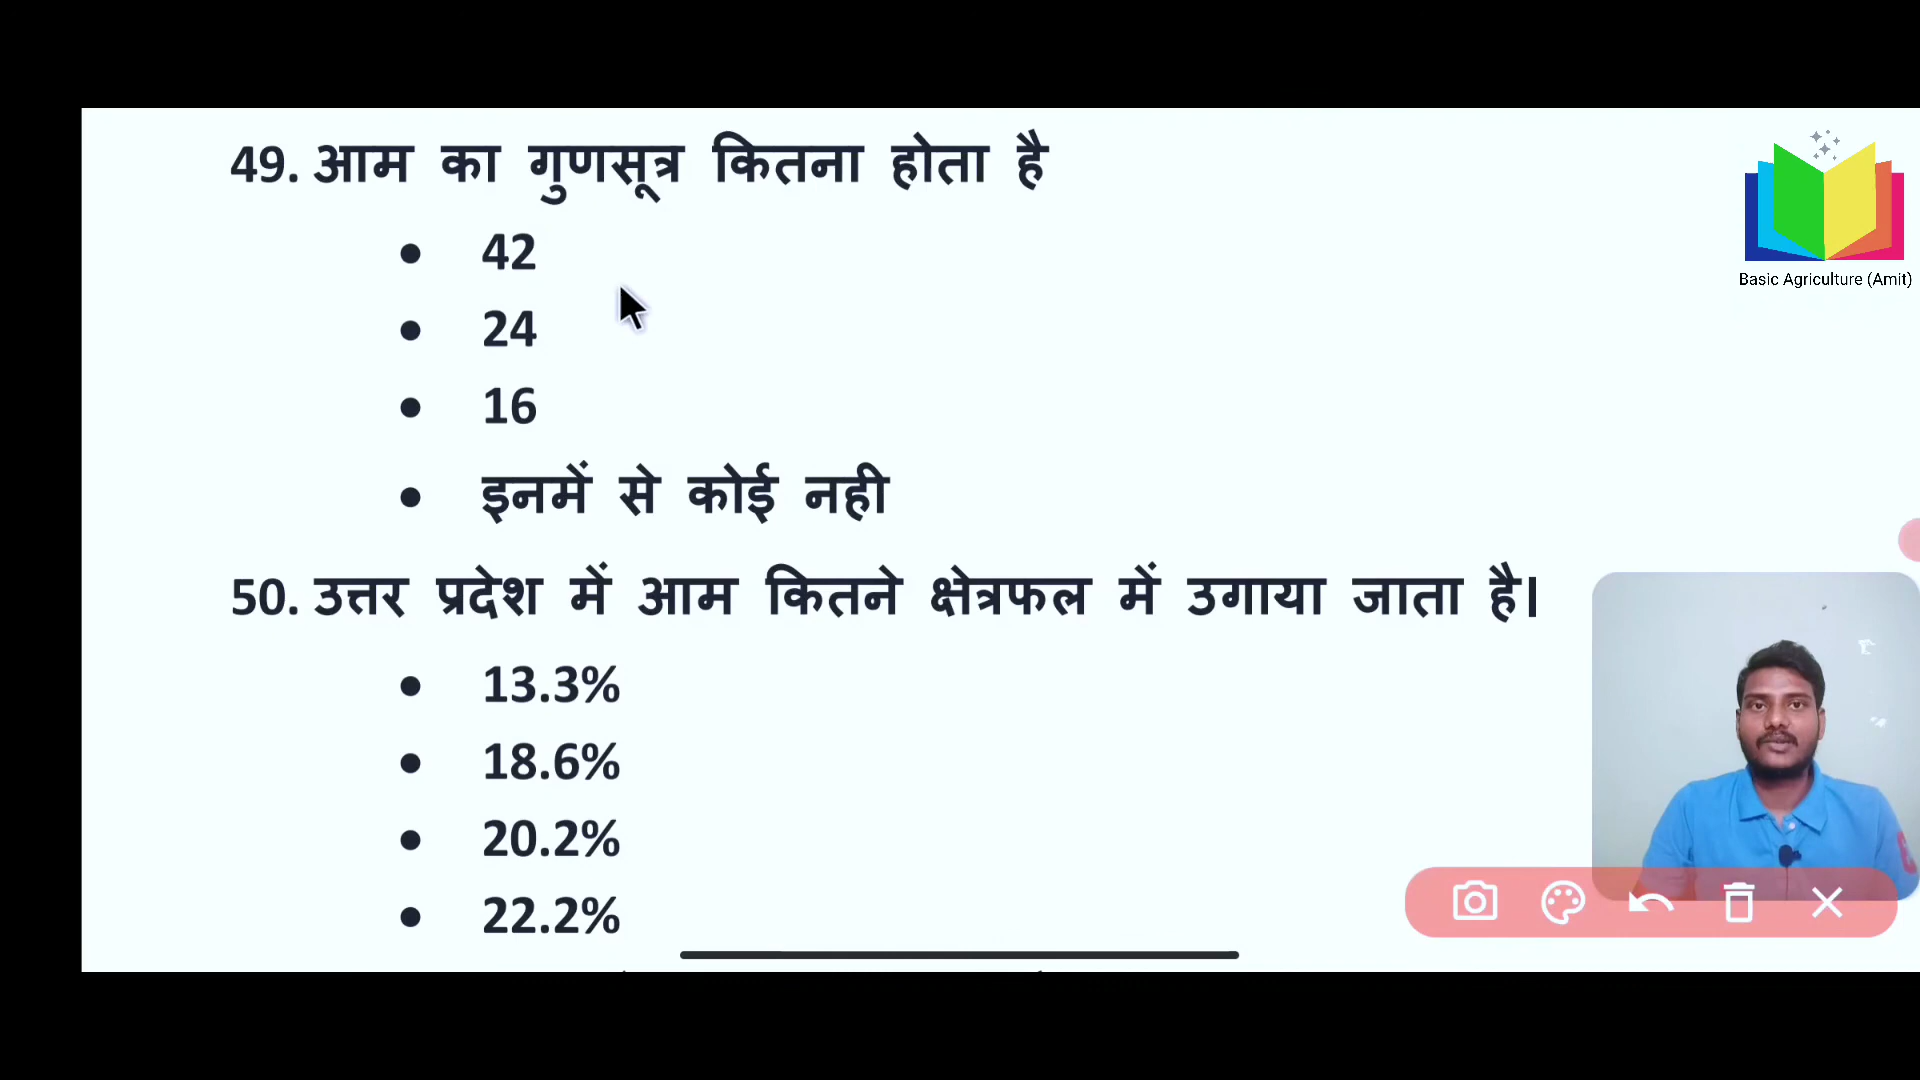 49. आम का गुणसूत्र कितना होता है
• 42
• 24
• 16
• इनमें से कोई नही
50. उत्तर प्रदेश में आम कितने क्षेत्रफल में उगाया जाता है।
• 13.3%
• 18.6%
• 20.2%
• 22.2%
Basic Agriculture (Amit)